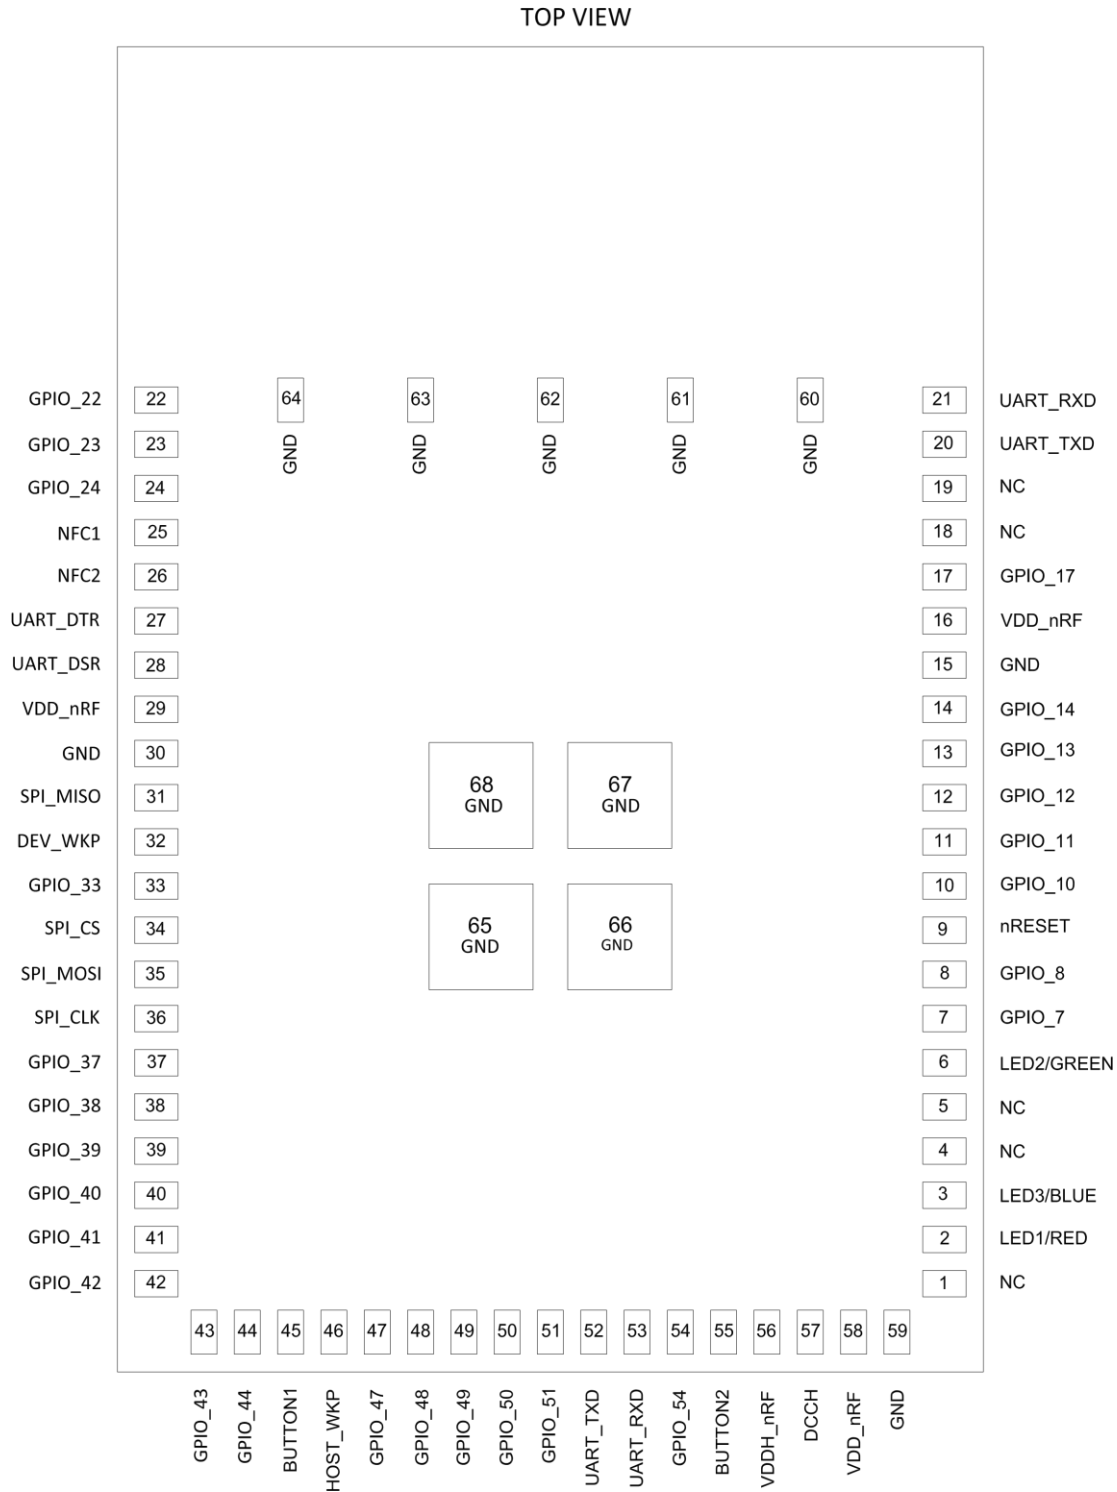 TOP VIEW
GPIO_22 22 64 63 62 61 60 21 UART_RXD
GND GND GND GND GND
GPIO_23 23 20 UART_TXD
GPIO_24 24 19 NC
NFC1 25 18 NC
NFC2 26 17 GPIO_17
UART_DTR 27 16 VDD_nRF
UART_DSR 28 15 GND
VDD_nRF 29 14 GPIO_14
GND 30 13 GPIO_13
68 67
GND GND
SPI_MISO 31 12 GPIO_12
DEV_WKP 32 11 GPIO_11
GPIO_33 33 10 GPIO_10
65 66
GND GND
SPI_CS 34 9 nRESET
SPI_MOSI 35 8 GPIO_8
SPI_CLK 36 7 GPIO_7
GPIO_37 37 6 LED2/GREEN
GPIO_38 38 5 NC
GPIO_39 39 4 NC
GPIO_40 40 3 LED3/BLUE
GPIO_41 41 2 LED1/RED
GPIO_42 42 1 NC
43 44 45 46 47 48 49 50 51 52 53 54 55 56 57 58 59
GPIO_43
GPIO_44
BUTTON1
HOST_WKP
GPIO_47
GPIO_48
GPIO_49
GPIO_50
GPIO_51
UART_TXD
UART_RXD
GPIO_54
BUTTON2
VDDH_nRF
DCCH
VDD_nRF
GND